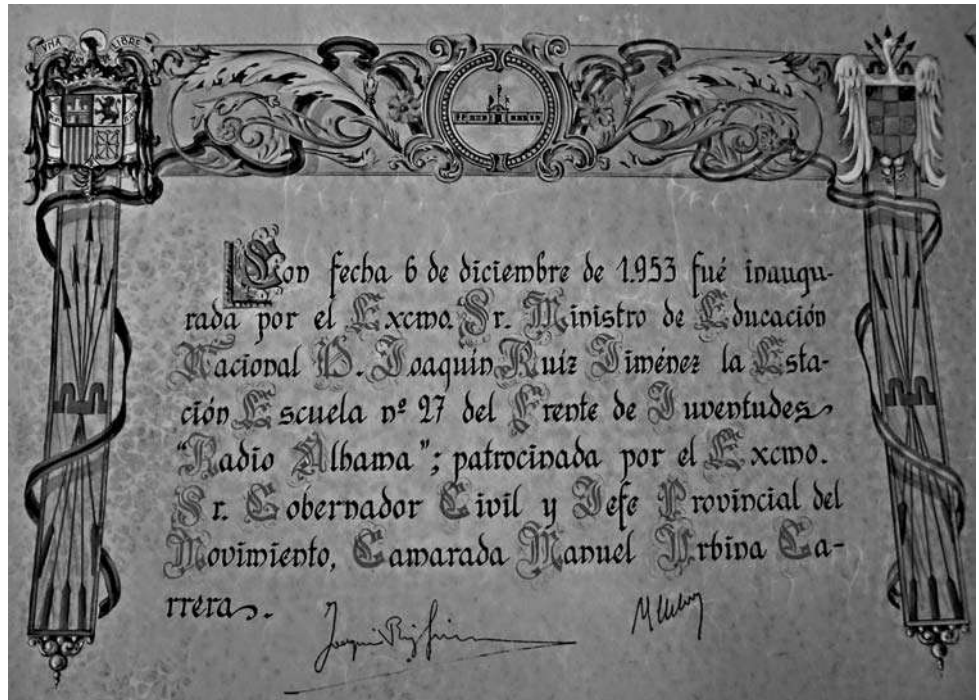 UNA LIBRE
Con fecha 6 de diciembre de 1.953 fué inaugu-
rada por el Excmo. Sr. Ministro de Educación
Nacional D. Joaquín Ruiz Jiménez la Esta-
ción Escuela nº 27 del Frente de Juventudes
"Radio Alhama"; patrocinada por el Excmo.
Sr. Gobernador Civil y Jefe Provincial del
Movimiento, Camarada Manuel Urbina Ca-
rrera.